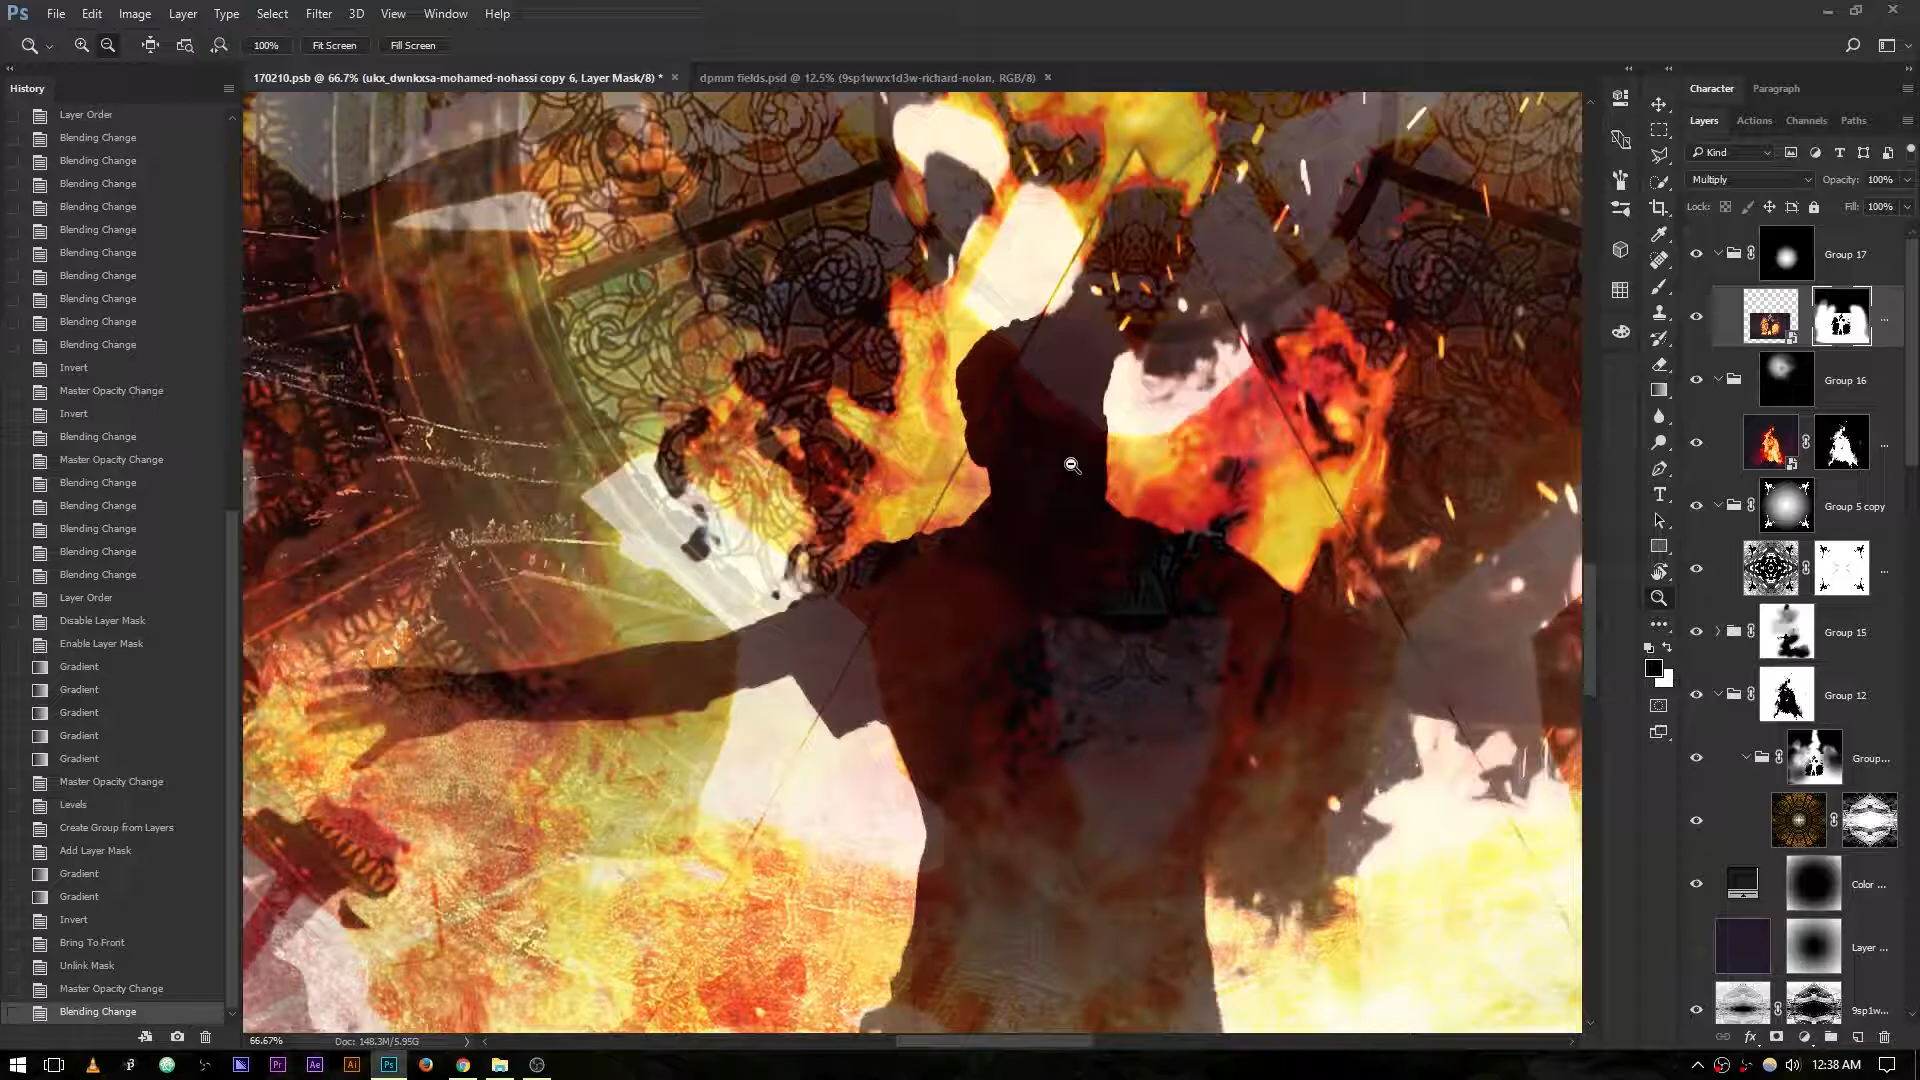 Ps File Edit Image Layer Type Select Filter 3D View Window Help
100% Fit Screen Fill Screen
170210.psb @ 66.7% (ukx_dwnkxsa-mohamed-nohassi copy 6, Layer Mask/8) *
dpmm fields.psd @ 12.5% (9sp1wwx1d3w-richard-nolan, RGB/8)
History
Layer Order
Blending Change
Blending Change
Blending Change
Blending Change
Blending Change
Blending Change
Blending Change
Blending Change
Blending Change
Blending Change
Invert
Master Opacity Change
Invert
Blending Change
Master Opacity Change
Blending Change
Blending Change
Blending Change
Blending Change
Blending Change
Layer Order
Disable Layer Mask
Enable Layer Mask
Gradient
Gradient
Gradient
Gradient
Gradient
Master Opacity Change
Levels
Create Group from Layers
Add Layer Mask
Gradient
Gradient
Invert
Bring To Front
Unlink Mask
Master Opacity Change
Blending Change
66.67% Doc: 148.3M/5.95G
Character Paragraph
Layers Actions Channels Paths
Kind
Multiply Opacity: 100%
Lock: Fill: 100%
Group 17
...
Group 16
...
Group 5 copy
...
Group 15
Group 12
Group...
Color ...
Layer ...
9sp1w...
Pr Ae Ai Ps
12:38 AM